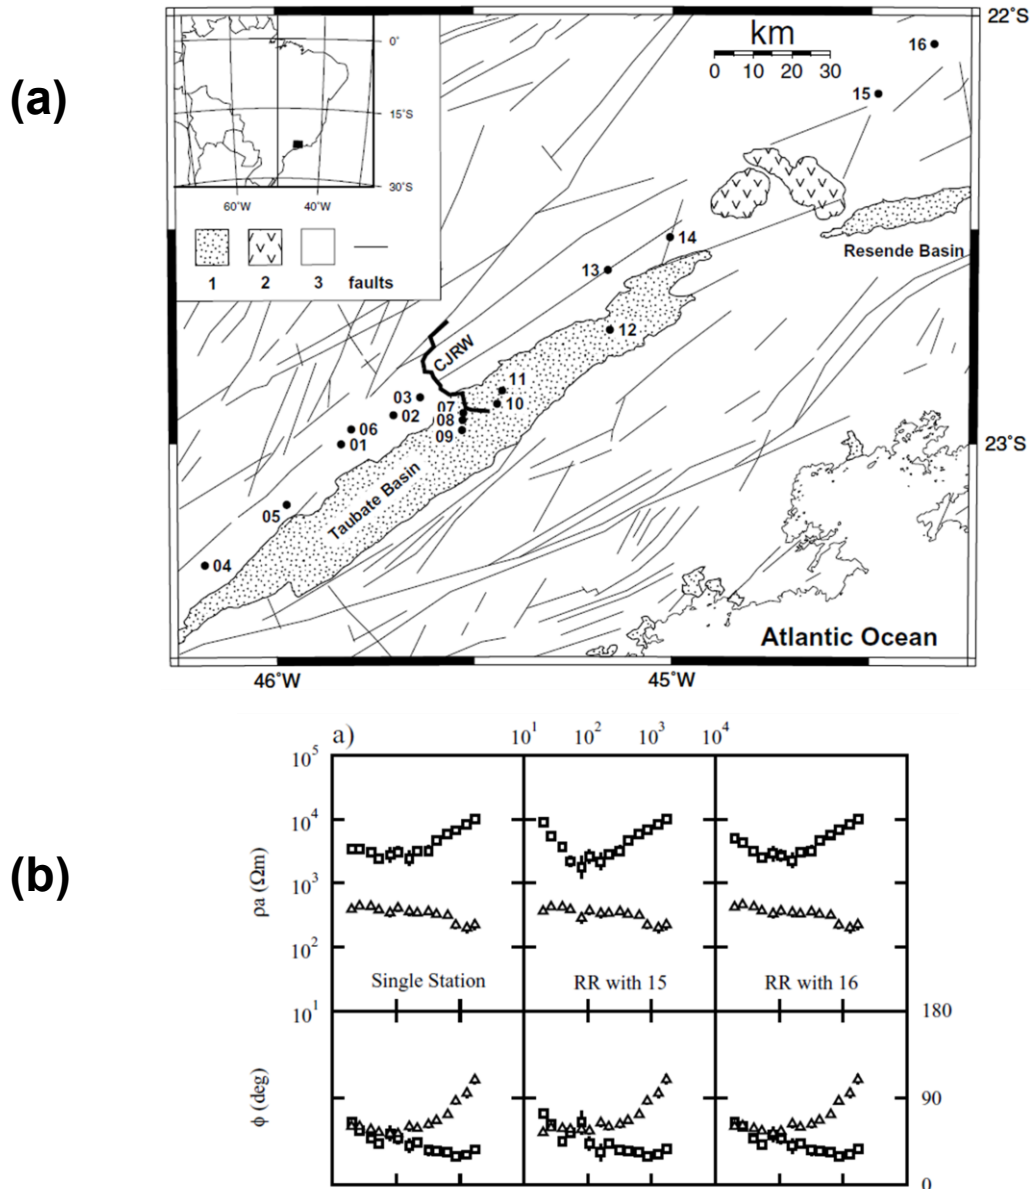 (a)
km
0 10 20 30
22°S
0°
15°S
30°S
60°W 40°W
1 2 3 faults
16
15
14
13
Resende Basin
12
CJRW
11
03
07
10
02
08
06
09
01
23°S
Taubate Basin
05
04
Atlantic Ocean
46°W 45°W
(b)
a) 10¹ 10² 10³ 10⁴
10⁵
10⁴
10³
10²
10¹
ρa (Ωm)
Single Station RR with 15 RR with 16
180
90
0
ϕ (deg)